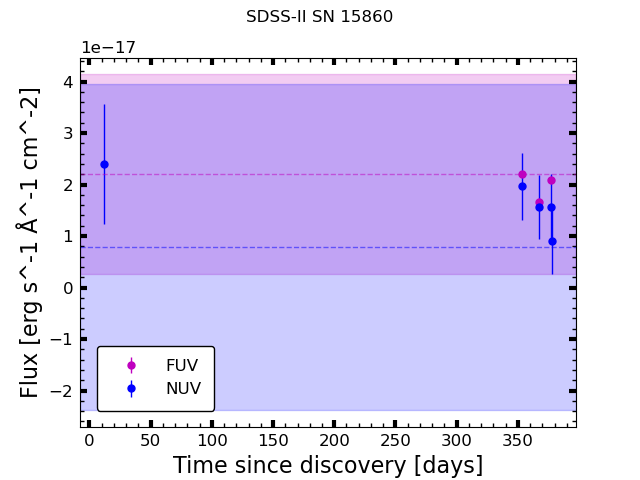 SDSS-II SN 15860
1e−17
4
3
2
1
0
−1
−2
Flux [erg s^-1 Å^-1 cm^-2]
FUV
NUV
0 50 100 150 200 250 300 350
Time since discovery [days]